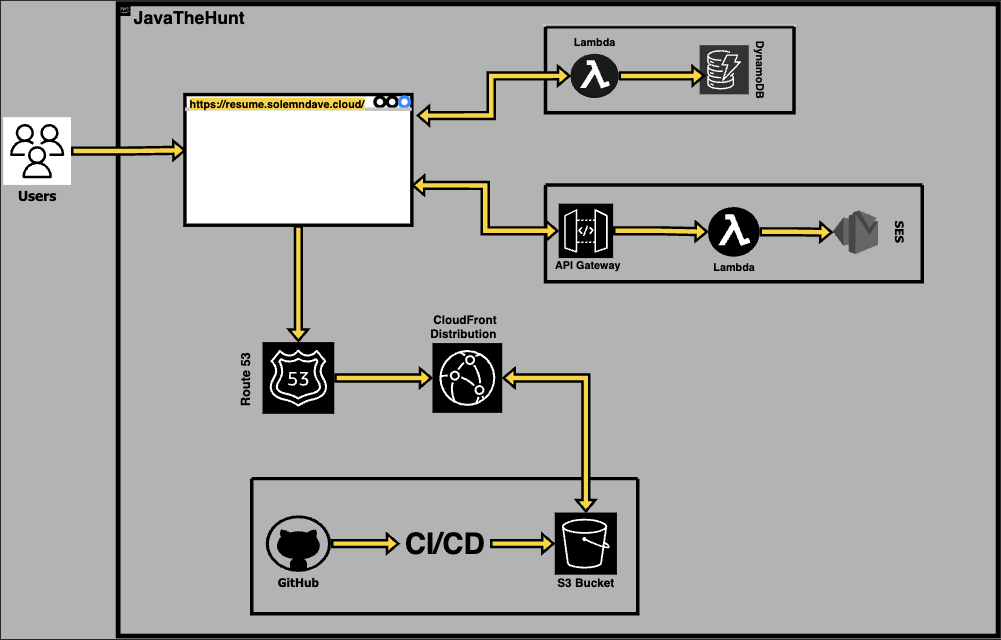 JavaTheHunt
Lambda
DynamoDB
https://resume.solemndave.cloud/
Users
API Gateway
Lambda
SES
CloudFront
Distribution
Route 53
53
CI/CD
GitHub
S3 Bucket